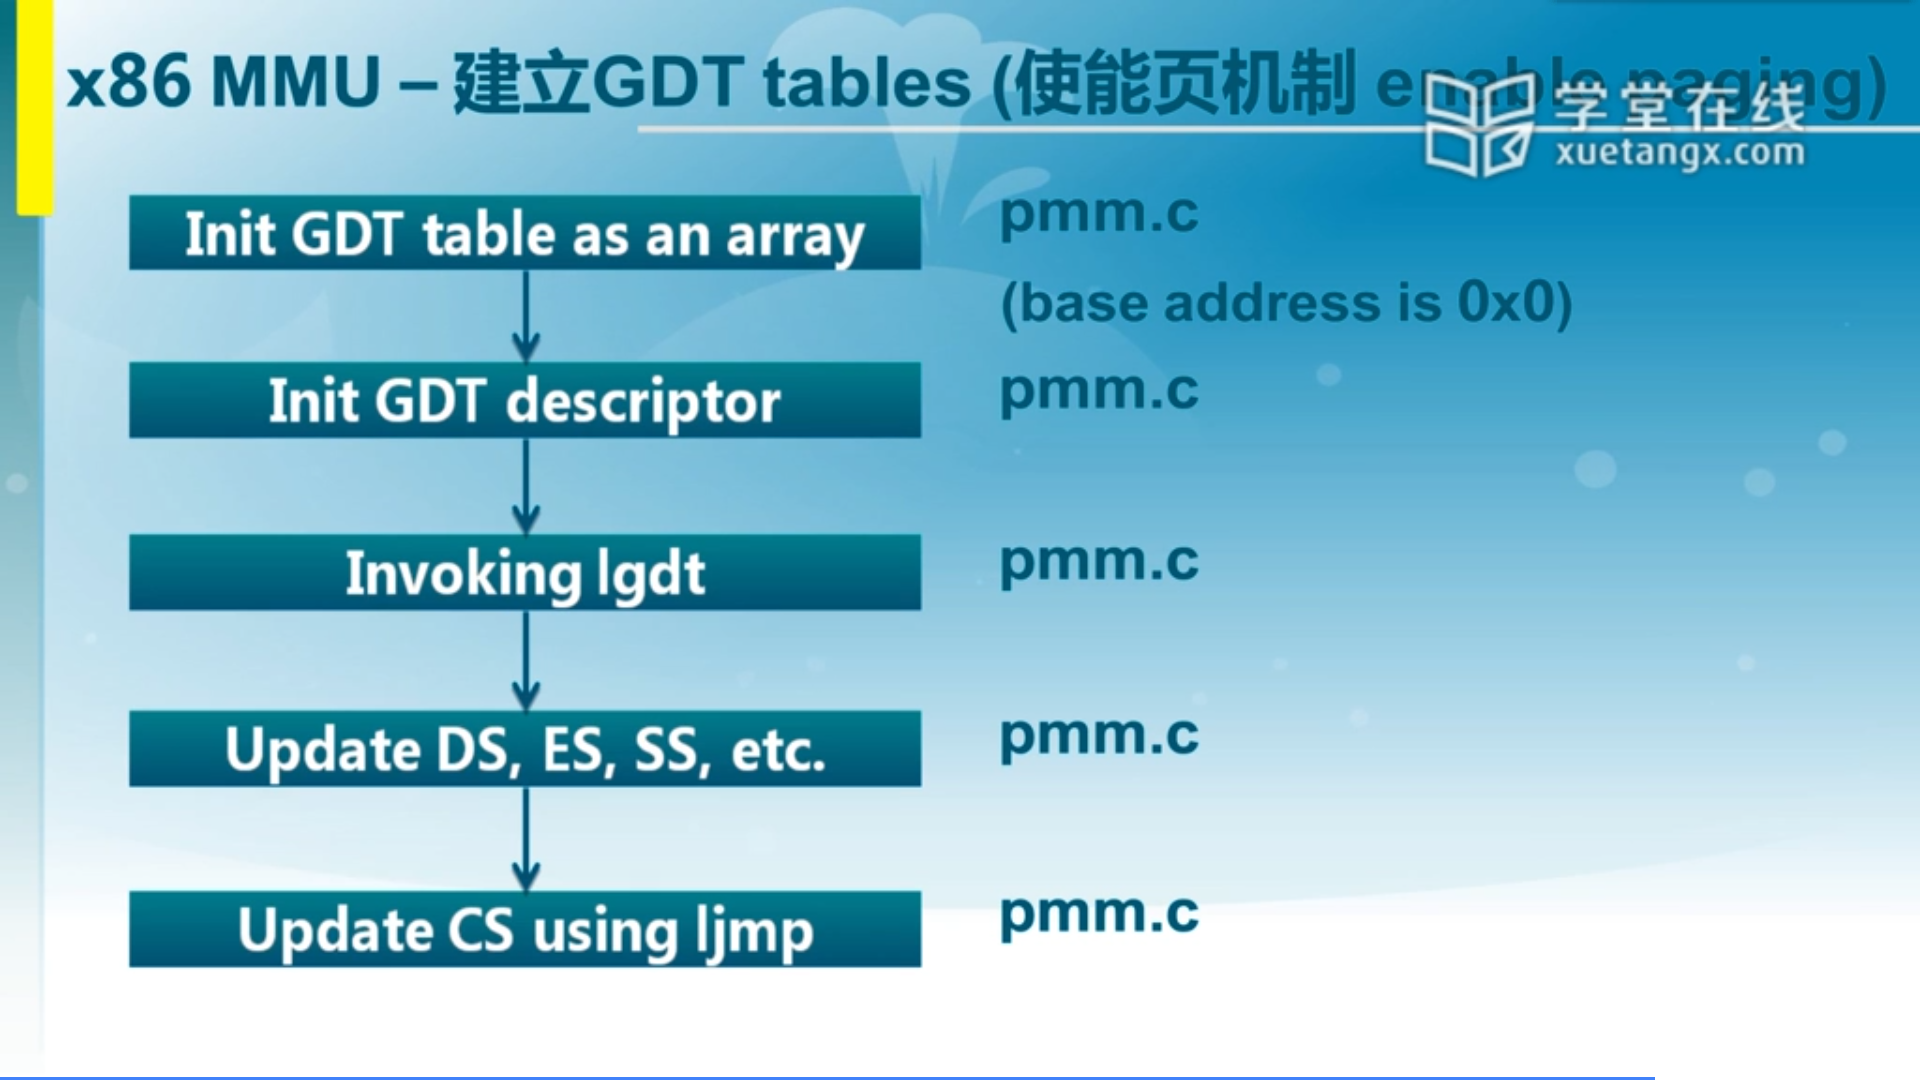 x86 MMU – 建立GDT tables (使能页机制 enable paging)
学堂在线
xuetangx.com
Init GDT table as an array
pmm.c
(base address is 0x0)
Init GDT descriptor
pmm.c
Invoking lgdt
pmm.c
Update DS, ES, SS, etc.
pmm.c
Update CS using ljmp
pmm.c